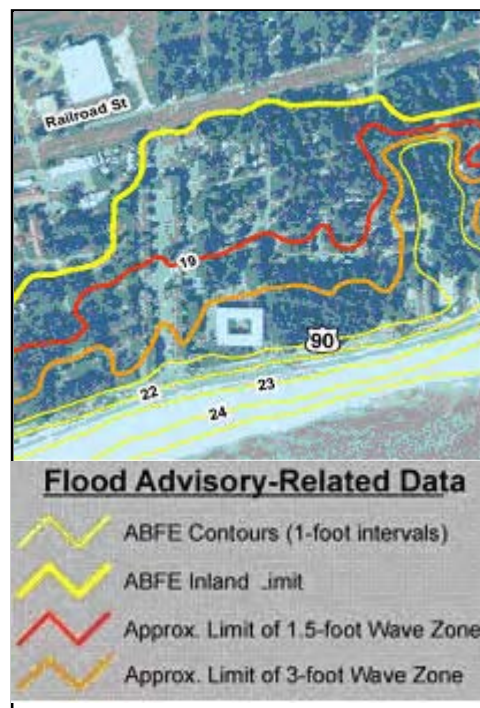 Railroad St
19
90
22
23
24
Flood Advisory-Related Data
ABFE Contours (1-foot intervals)
ABFE Inland Limit
Approx. Limit of 1.5-foot Wave Zone
Approx. Limit of 3-foot Wave Zone